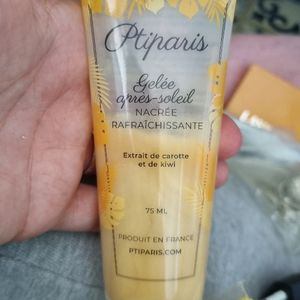 Ptiparis
Gelée
après-soleil
NACRÉE
RAFRAÎCHISSANTE
Extrait de carotte
et de kiwi
75 ML
PRODUIT EN FRANCE
PTIPARIS.COM